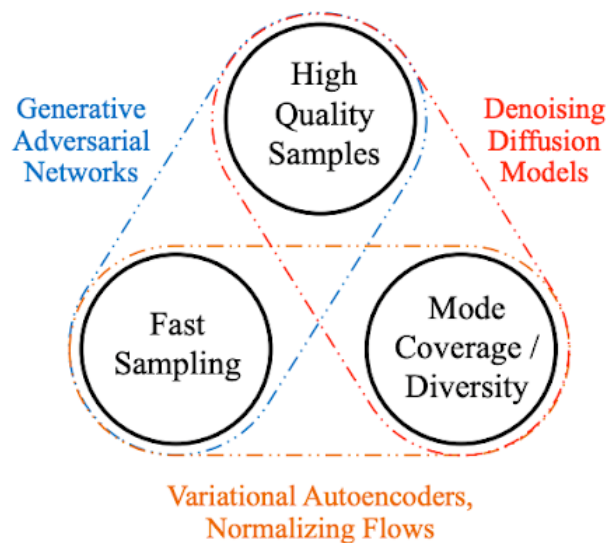 High
Quality
Samples
Generative
Adversarial
Networks
Denoising
Diffusion
Models
Fast
Sampling
Mode
Coverage /
Diversity
Variational Autoencoders,
Normalizing Flows